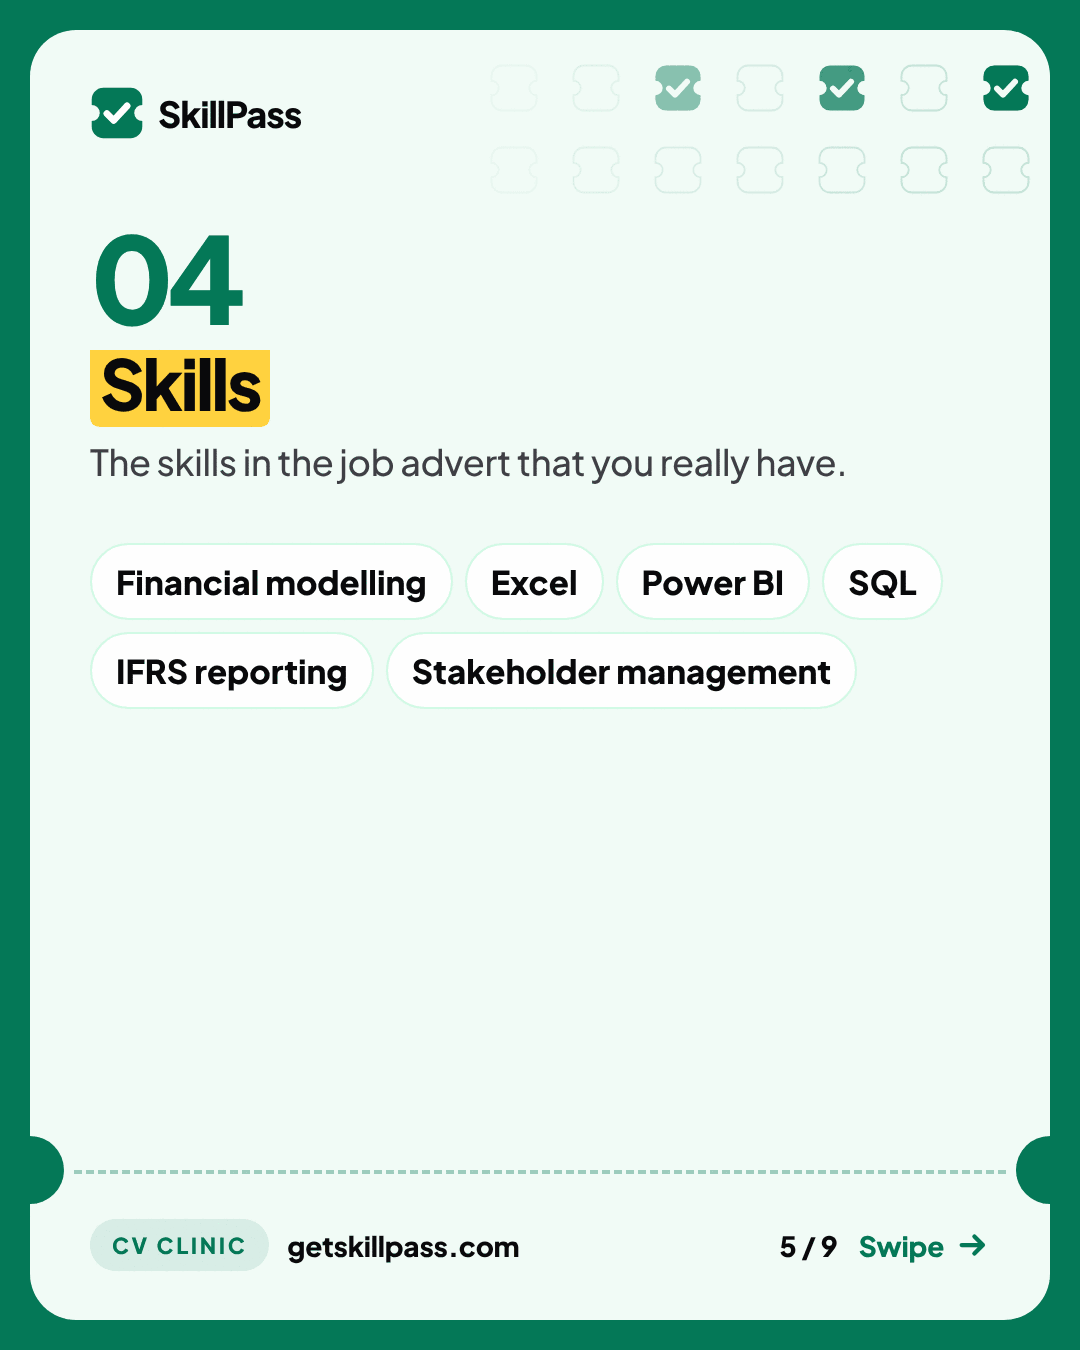 SkillPass
04
Skills
The skills in the job advert that you really have.
Financial modelling Excel Power BI SQL
IFRS reporting Stakeholder management
CV CLINIC getskillpass.com 5 / 9 Swipe →